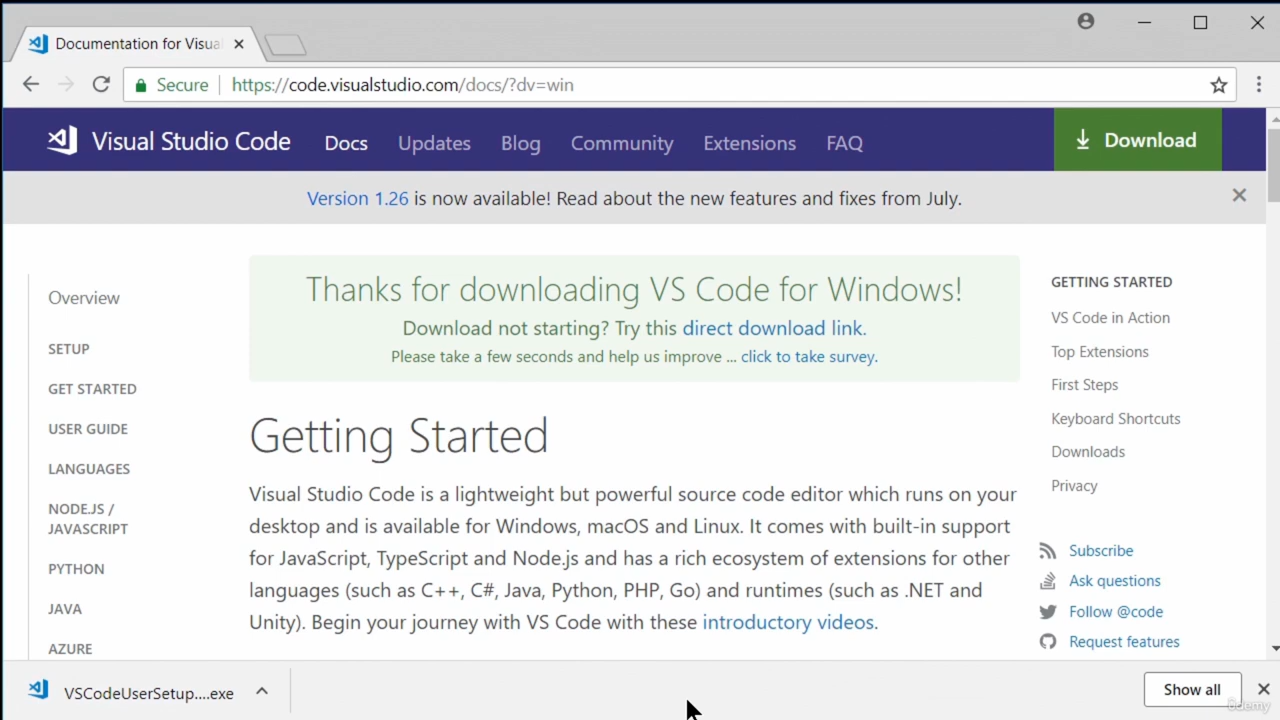 Documentation for Visua
Secure
https://code.visualstudio.com/docs/?dv=win
Visual Studio Code
Docs
Updates
Blog
Community
Extensions
FAQ
Download
Version 1.26 is now available! Read about the new features and fixes from July.
Overview
SETUP
GET STARTED
USER GUIDE
LANGUAGES
NODE.JS /
JAVASCRIPT
PYTHON
JAVA
AZURE
Thanks for downloading VS Code for Windows!
Download not starting? Try this direct download link.
Please take a few seconds and help us improve ... click to take survey.
Getting Started
Visual Studio Code is a lightweight but powerful source code editor which runs on your
desktop and is available for Windows, macOS and Linux. It comes with built-in support
for JavaScript, TypeScript and Node.js and has a rich ecosystem of extensions for other
languages (such as C++, C#, Java, Python, PHP, Go) and runtimes (such as .NET and
Unity). Begin your journey with VS Code with these introductory videos.
GETTING STARTED
VS Code in Action
Top Extensions
First Steps
Keyboard Shortcuts
Downloads
Privacy
Subscribe
Ask questions
Follow @code
Request features
VSCodeUserSetup....exe
Show all
ûdemy